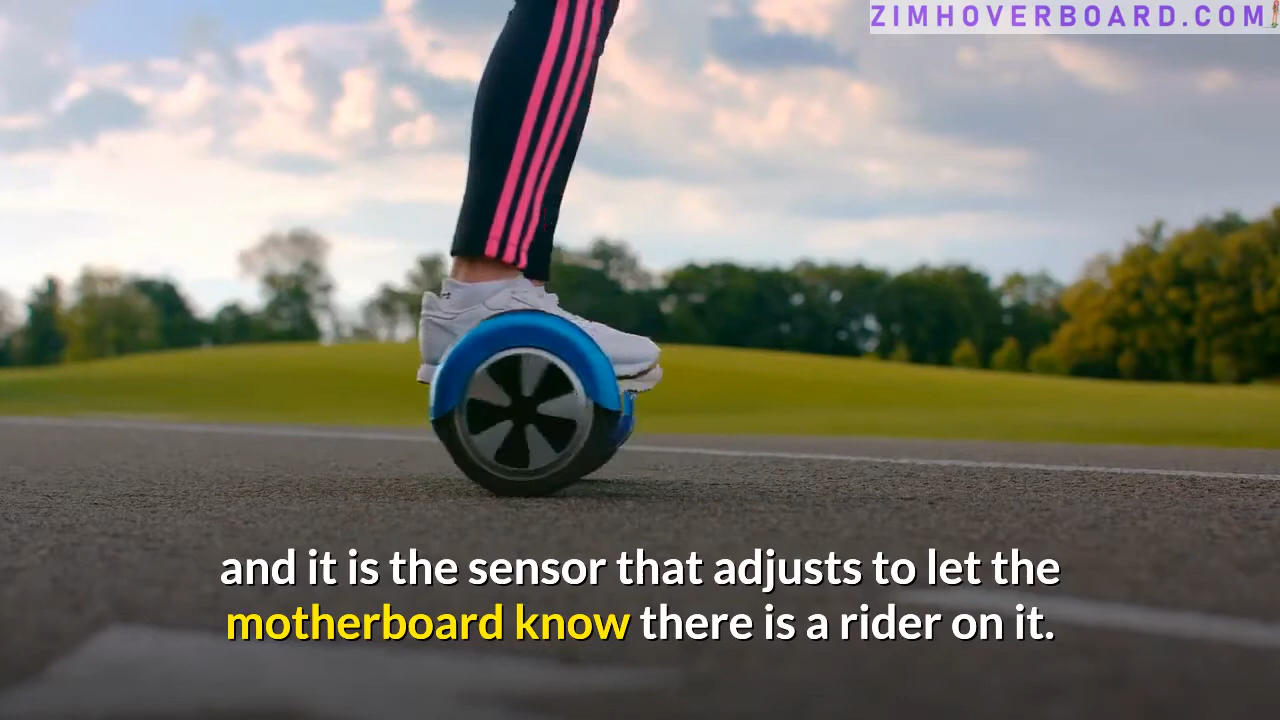 ZIMHOVERBOARD.COM
and it is the sensor that adjusts to let the
motherboard know there is a rider on it.